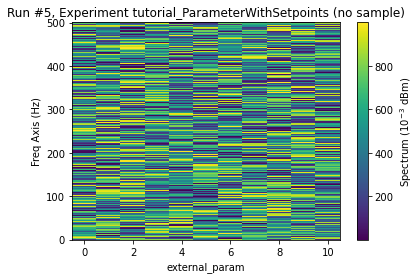 Run #5, Experiment tutorial_ParameterWithSetpoints (no sample)
500
400
300
200
100
0
Freq Axis (Hz)
0 2 4 6 8 10
external_param
800
600
400
200
Spectrum (10⁻³ dBm)